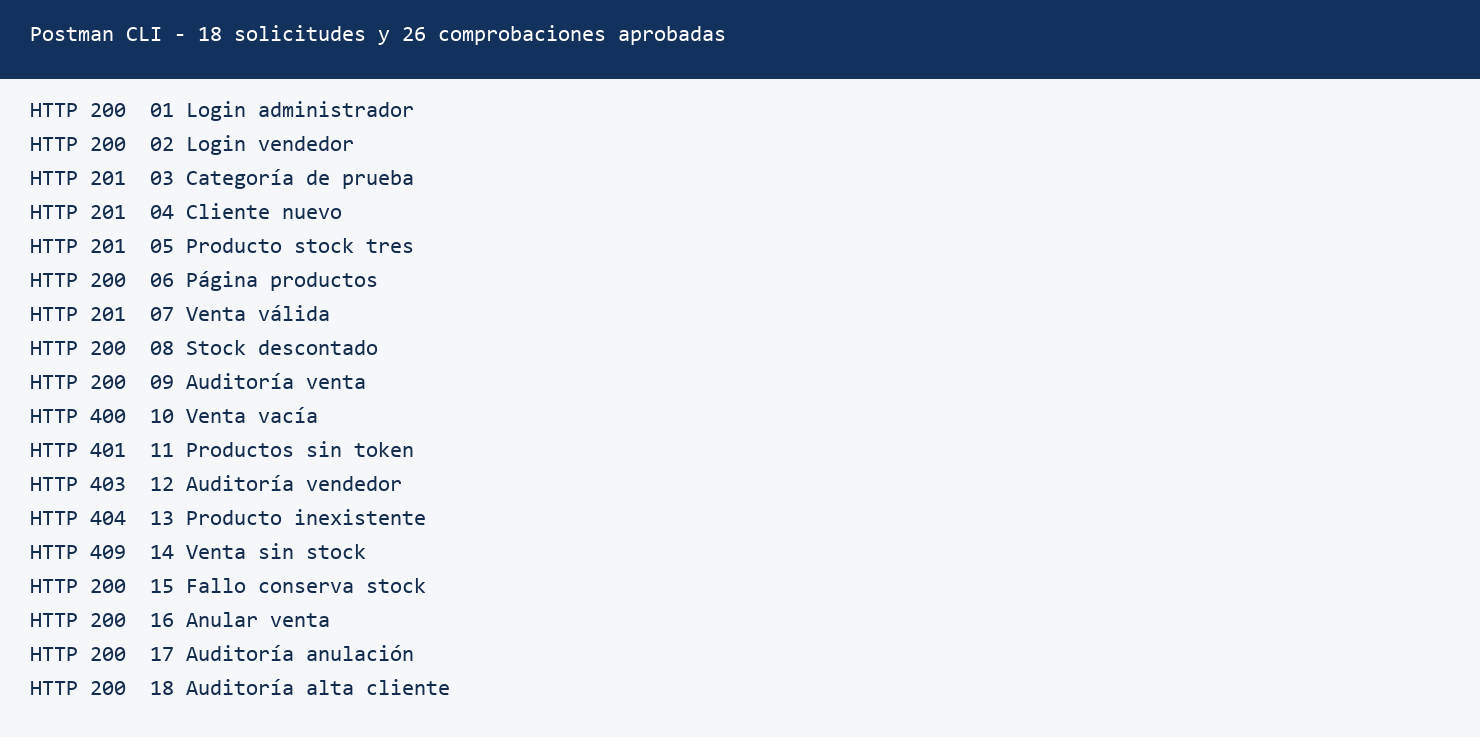 Postman CLI - 18 solicitudes y 26 comprobaciones aprobadas
HTTP 200  01 Login administrador
HTTP 200  02 Login vendedor
HTTP 201  03 Categoría de prueba
HTTP 201  04 Cliente nuevo
HTTP 201  05 Producto stock tres
HTTP 200  06 Página productos
HTTP 201  07 Venta válida
HTTP 200  08 Stock descontado
HTTP 200  09 Auditoría venta
HTTP 400  10 Venta vacía
HTTP 401  11 Productos sin token
HTTP 403  12 Auditoría vendedor
HTTP 404  13 Producto inexistente
HTTP 409  14 Venta sin stock
HTTP 200  15 Fallo conserva stock
HTTP 200  16 Anular venta
HTTP 200  17 Auditoría anulación
HTTP 200  18 Auditoría alta cliente